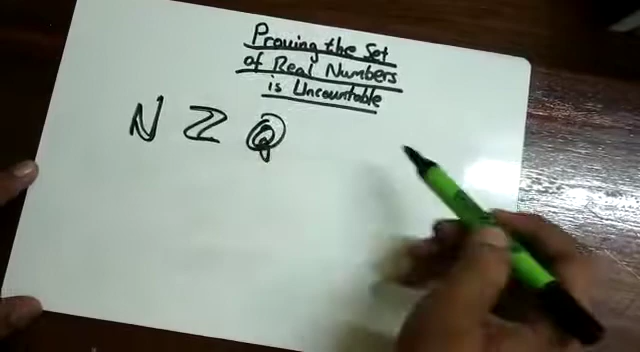 Proving the Set
of Real Numbers
is Uncountable
ℕ ℤ ℚ